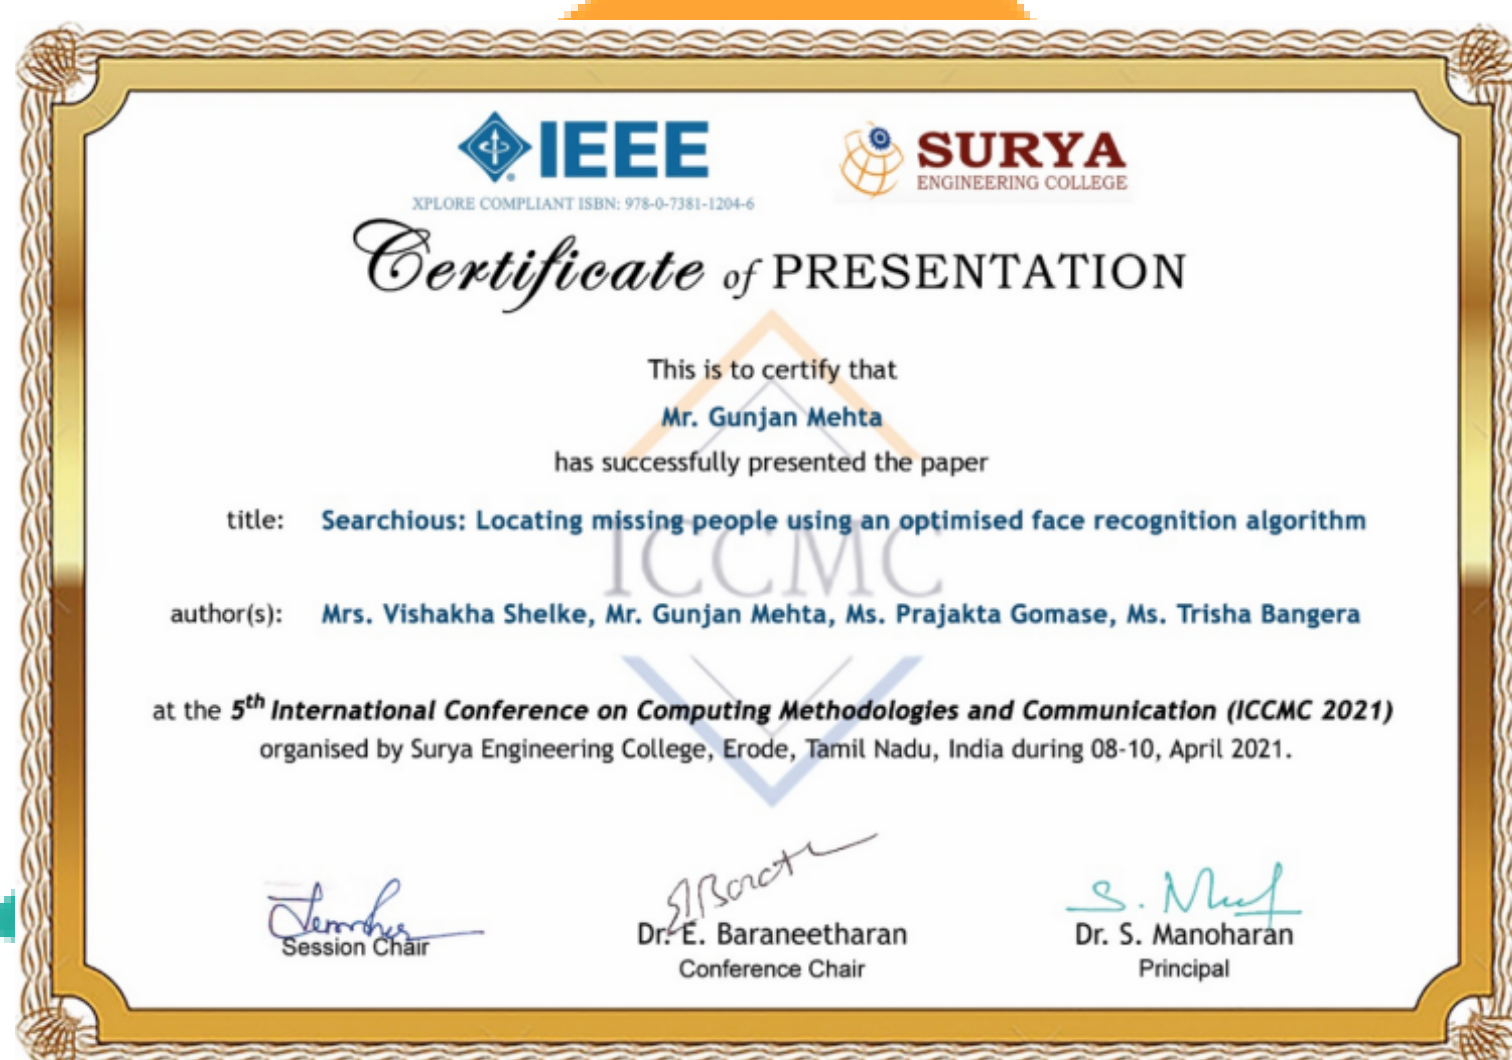 IEEE
XPLORE COMPLIANT ISBN: 978-0-7381-1204-6
SURYA
ENGINEERING COLLEGE
Certificate of PRESENTATION
This is to certify that
Mr. Gunjan Mehta
has successfully presented the paper
title: Searchious: Locating missing people using an optimised face recognition algorithm
ICCMC
author(s): Mrs. Vishakha Shelke, Mr. Gunjan Mehta, Ms. Prajakta Gomase, Ms. Trisha Bangera
at the 5th International Conference on Computing Methodologies and Communication (ICCMC 2021)
organised by Surya Engineering College, Erode, Tamil Nadu, India during 08-10, April 2021.
Session Chair
Dr. E. Baraneetharan
Conference Chair
Dr. S. Manoharan
Principal